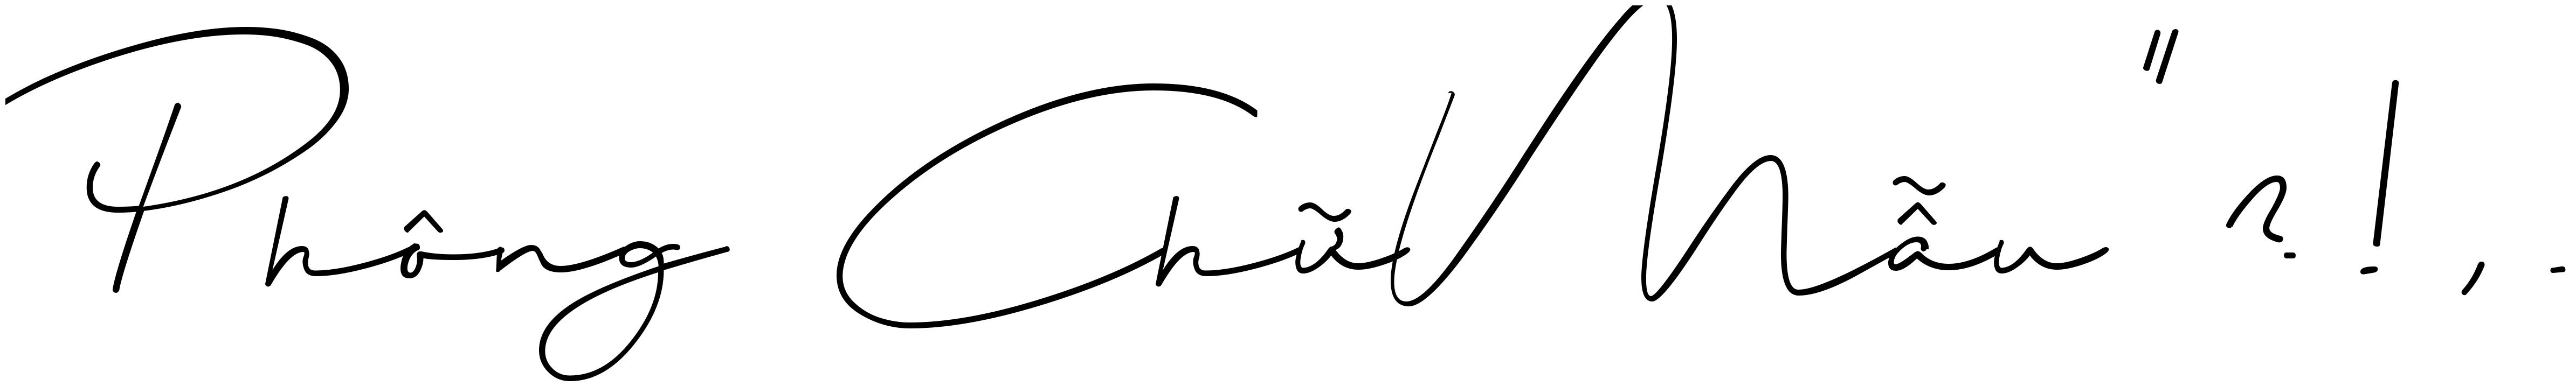 Phông Chữ Mẫu " ? ! , .